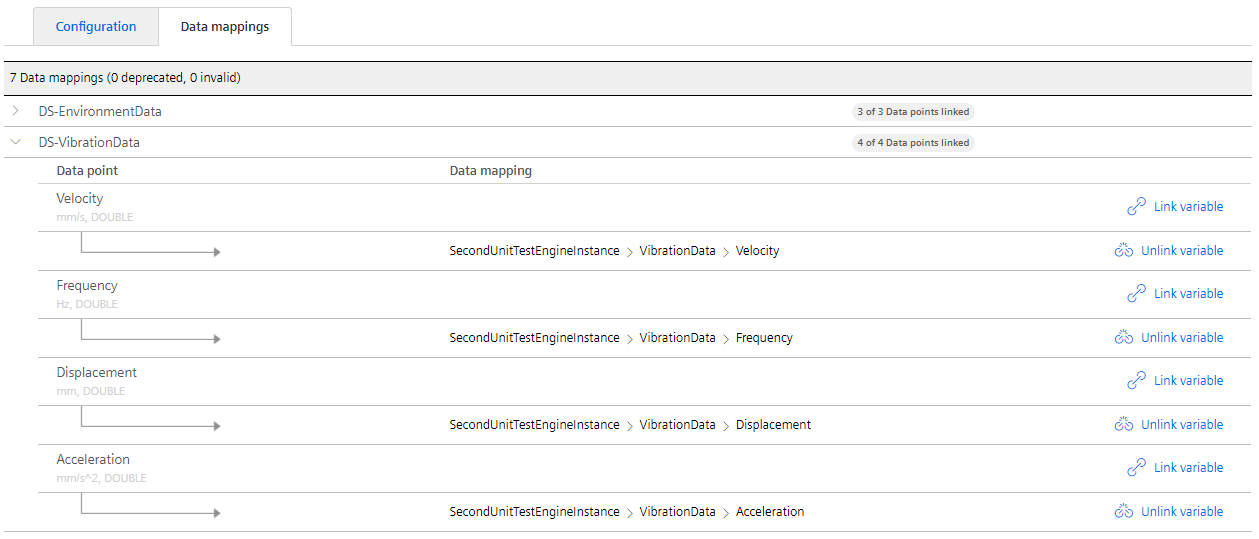 Configuration Data mappings
7 Data mappings (0 deprecated, 0 invalid)
DS-EnvironmentData 3 of 3 Data points linked
DS-VibrationData 4 of 4 Data points linked
Data point Data mapping
Velocity
mm/s, DOUBLE
Link variable
SecondUnitTestEngineInstance > VibrationData > Velocity Unlink variable
Frequency
Hz, DOUBLE
Link variable
SecondUnitTestEngineInstance > VibrationData > Frequency Unlink variable
Displacement
mm, DOUBLE
Link variable
SecondUnitTestEngineInstance > VibrationData > Displacement Unlink variable
Acceleration
mm/s^2, DOUBLE
Link variable
SecondUnitTestEngineInstance > VibrationData > Acceleration Unlink variable